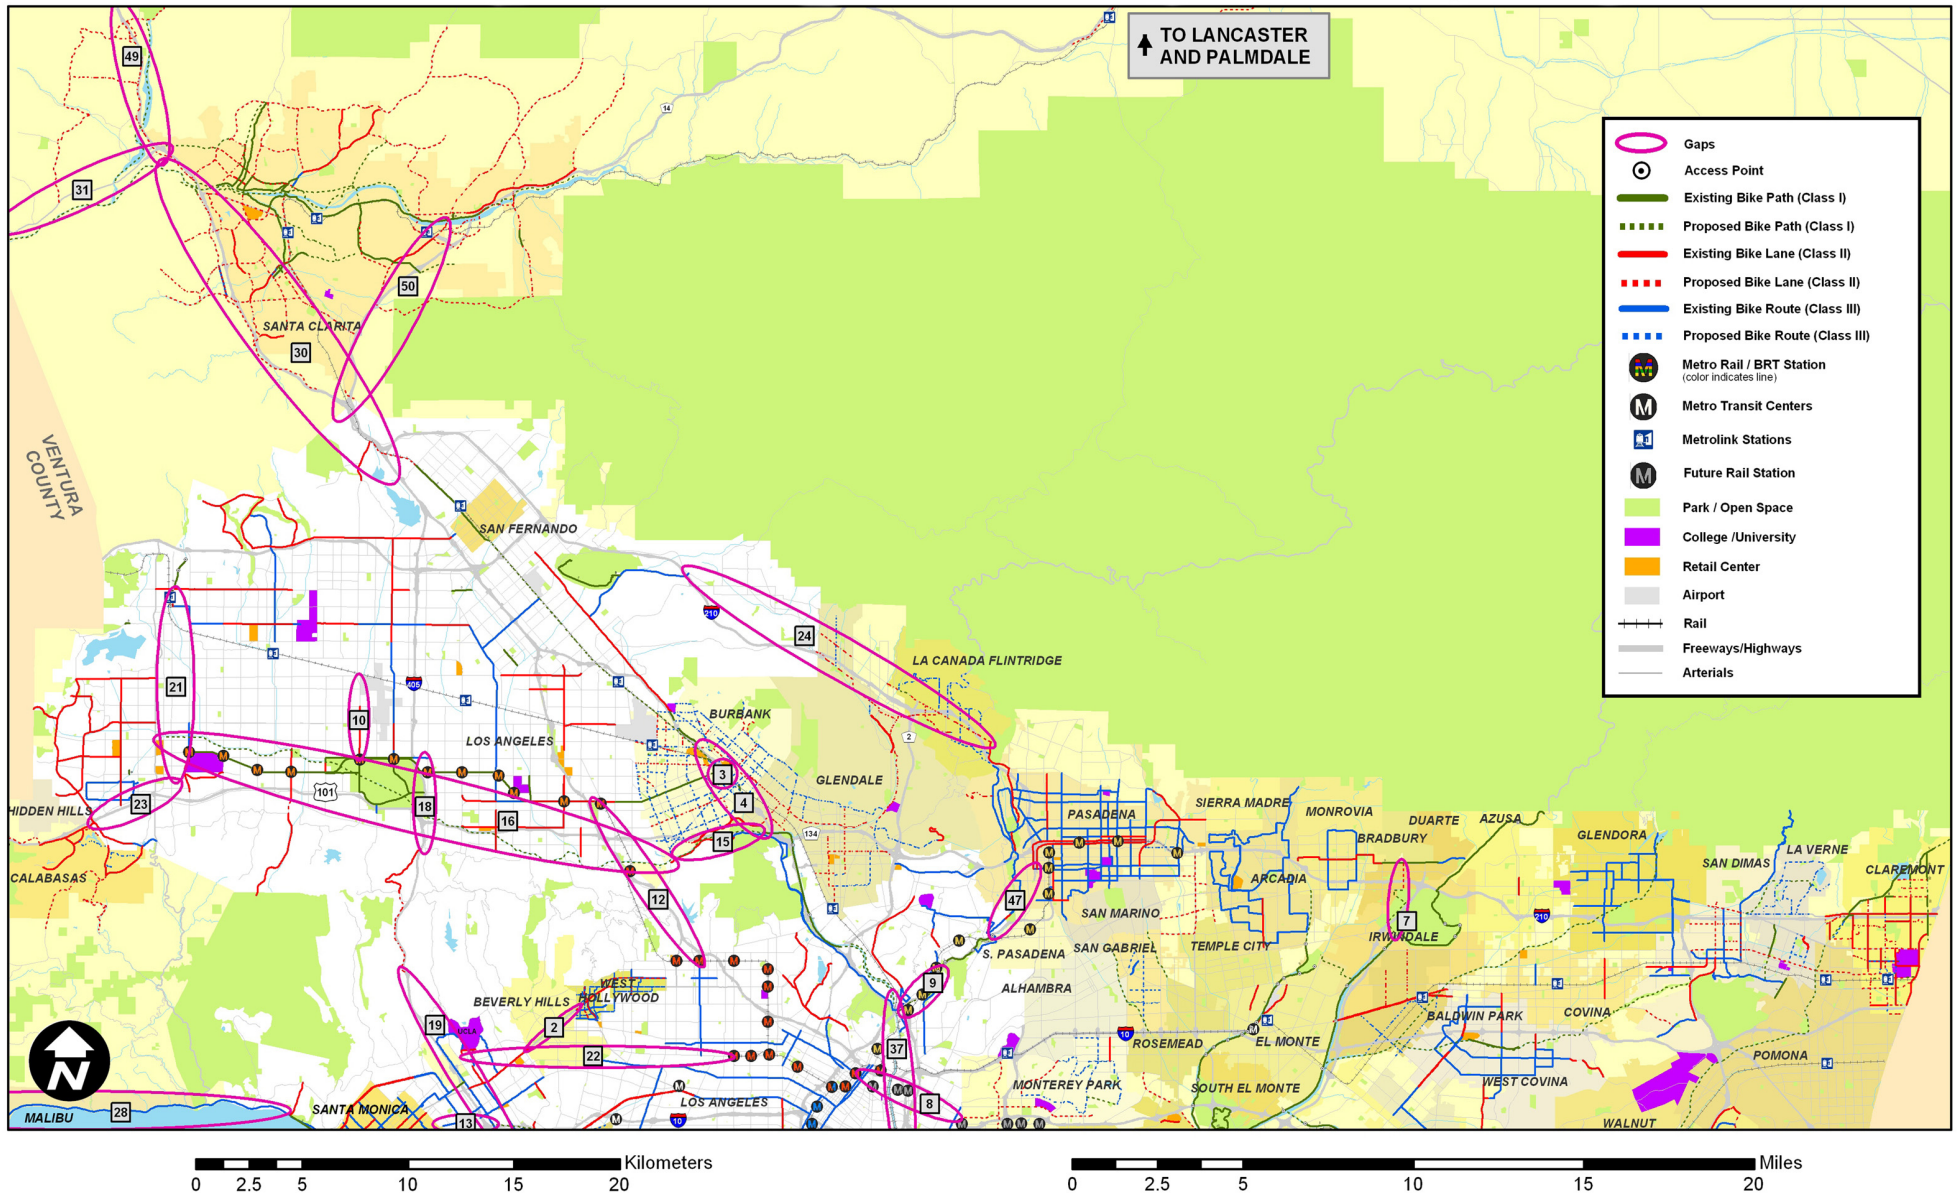 TO LANCASTER
AND PALMDALE
49
14
31
50
SANTA CLARITA
30
VENTURA
COUNTY
SAN FERNANDO
210
24
LA CANADA FLINTRIDGE
21
405
10
BURBANK
LOS ANGELES
2
3
GLENDALE
101
4
HIDDEN HILLS
23
18
16
15
134
PASADENA
SIERRA MADRE
MONROVIA
DUARTE
AZUSA
BRADBURY
GLENDORA
SAN DIMAS
LA VERNE
CLAREMONT
CALABASAS
ARCADIA
12
47
SAN MARINO
7
210
IRWINDALE
S. PASADENA
SAN GABRIEL
TEMPLE CITY
9
ALHAMBRA
WEST
HOLLYWOOD
BEVERLY HILLS
19
UCLA
2
22
37
10
ROSEMEAD
EL MONTE
BALDWIN PARK
COVINA
POMONA
WEST COVINA
MONTEREY PARK
SOUTH EL MONTE
28
MALIBU
SANTA MONICA
13
LOS ANGELES
10
8
WALNUT
Gaps
Access Point
Existing Bike Path (Class I)
Proposed Bike Path (Class I)
Existing Bike Lane (Class II)
Proposed Bike Lane (Class II)
Existing Bike Route (Class III)
Proposed Bike Route (Class III)
M Metro Rail / BRT Station
(color indicates line)
M Metro Transit Centers
Metrolink Stations
M Future Rail Station
Park / Open Space
College /University
Retail Center
Airport
Rail
Freeways/Highways
Arterials
N
Kilometers
0 2.5 5 10 15 20
Miles
0 2.5 5 10 15 20